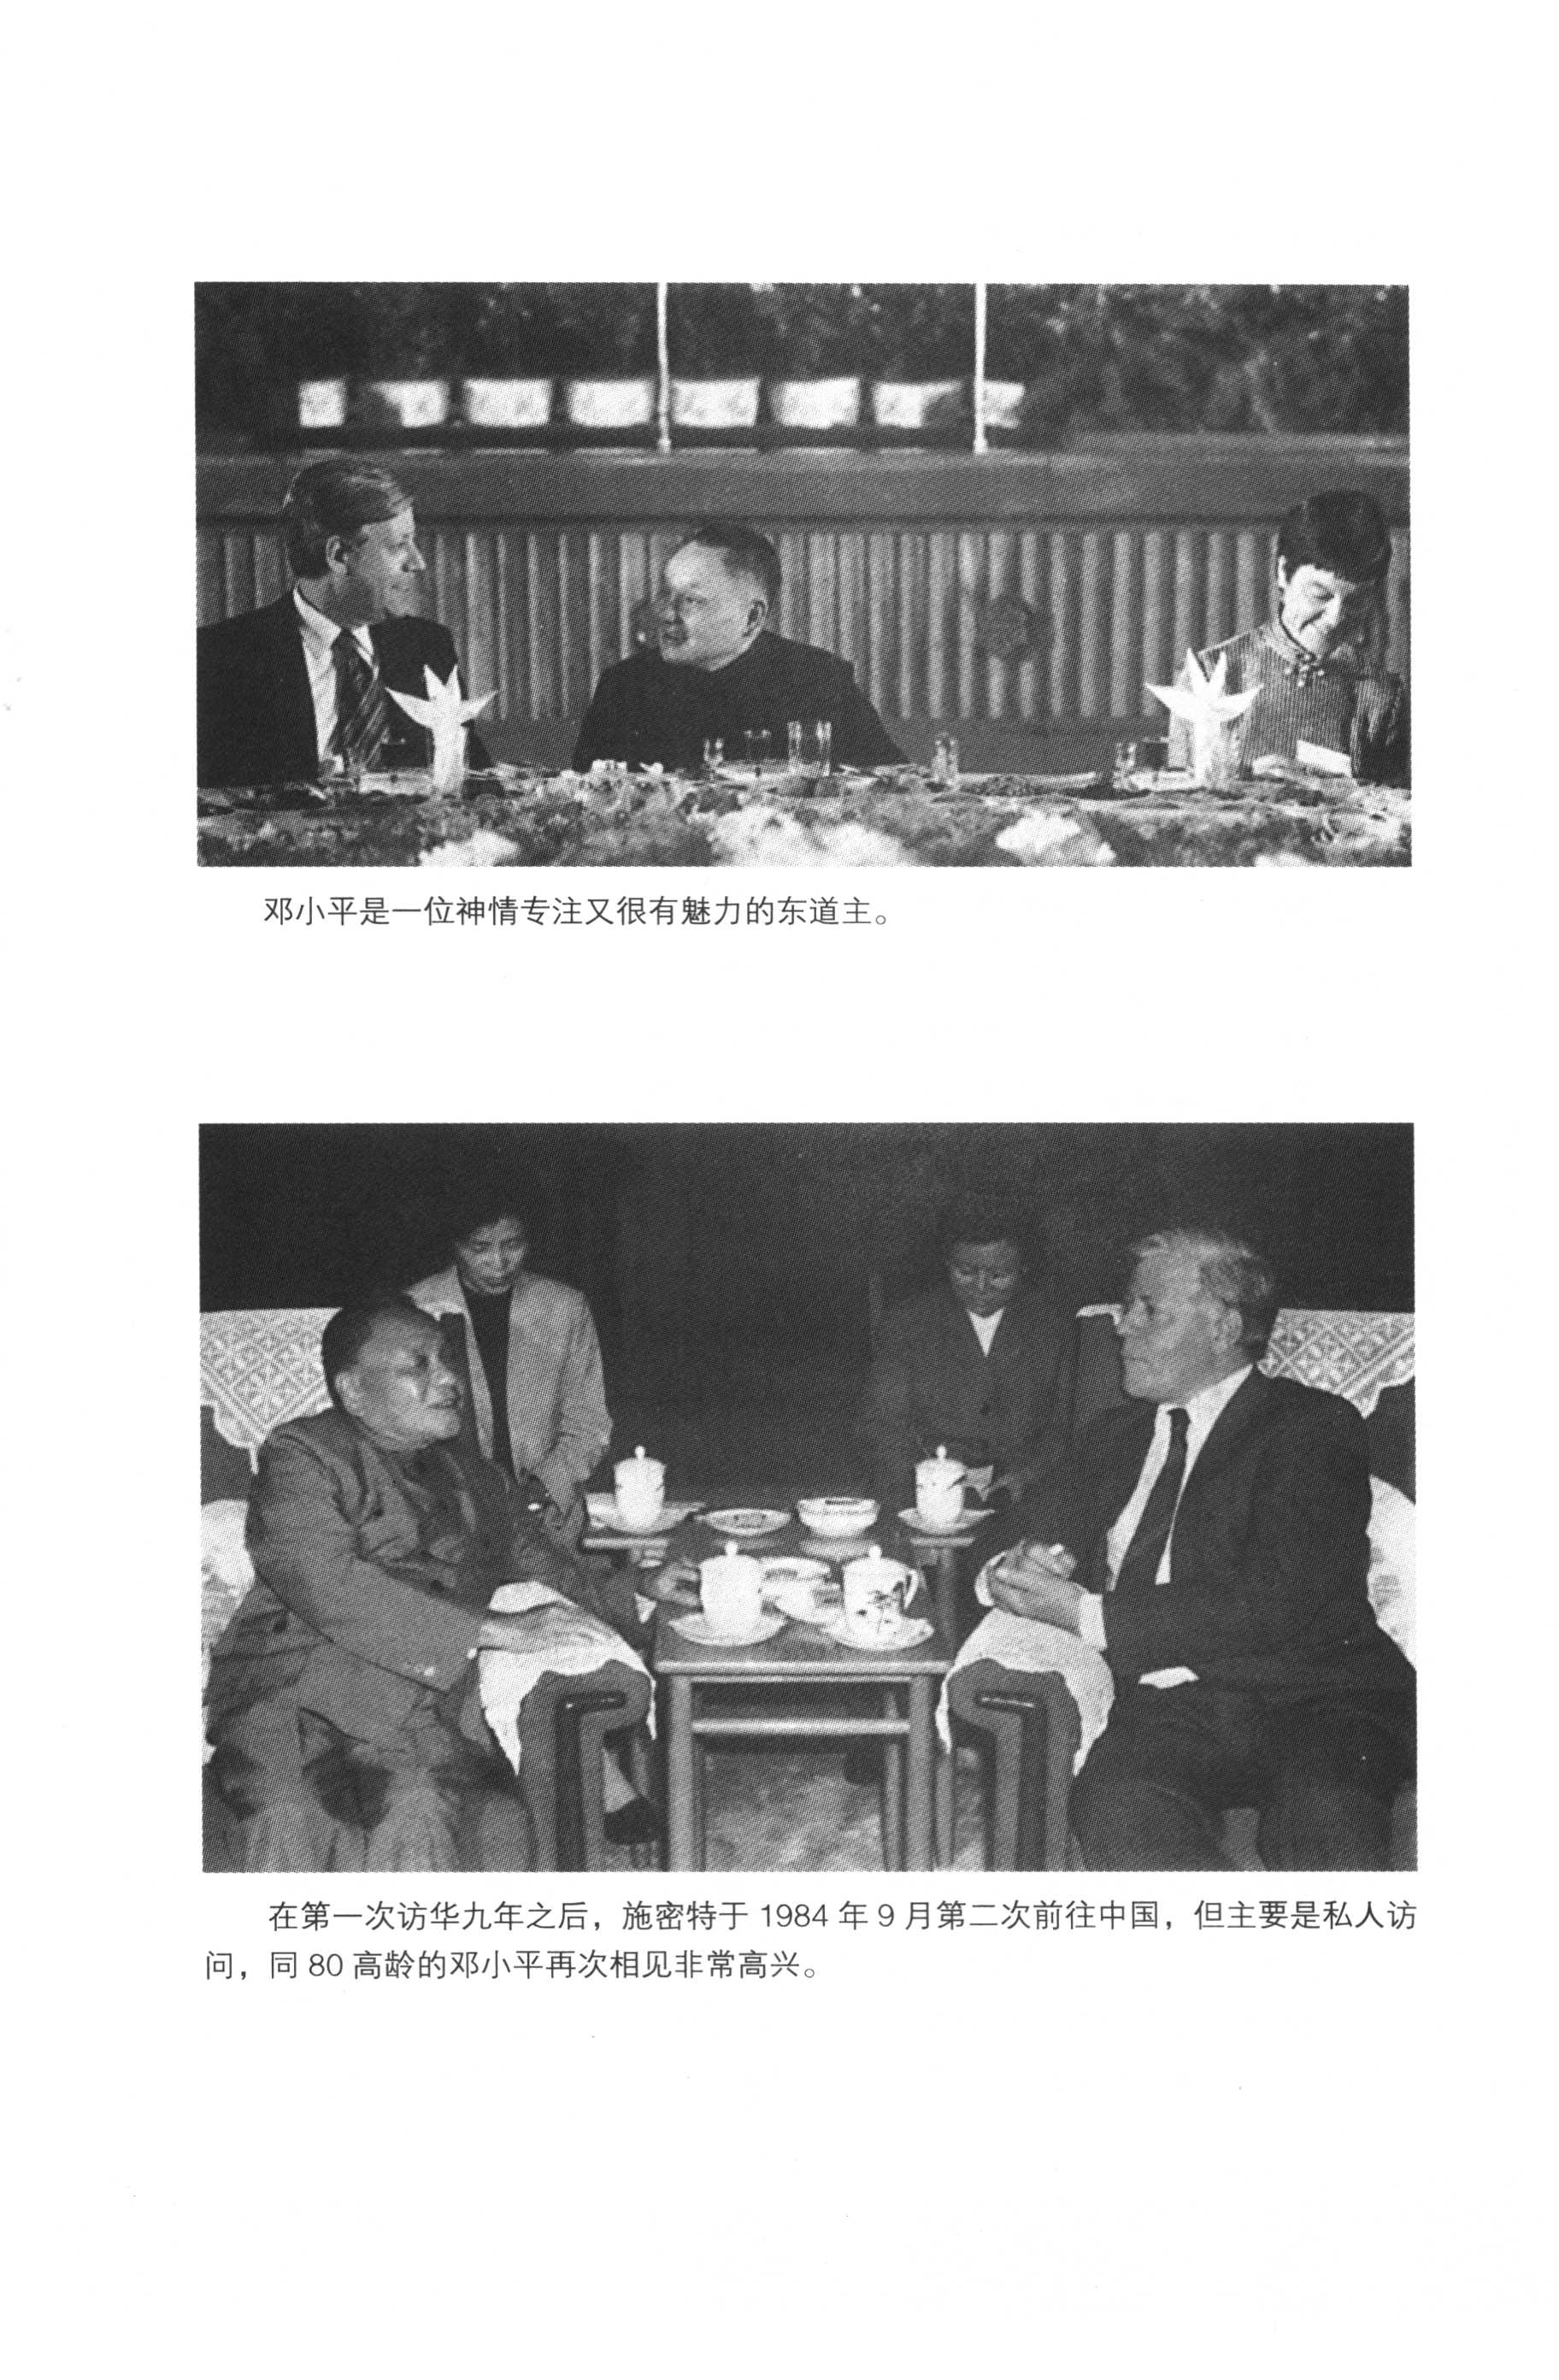 邓小平是一位神情专注又很有魅力的东道主。
在第一次访华九年之后，施密特于 1984 年 9 月第二次前往中国，但主要是私人访
问，同 80 高龄的邓小平再次相见非常高兴。